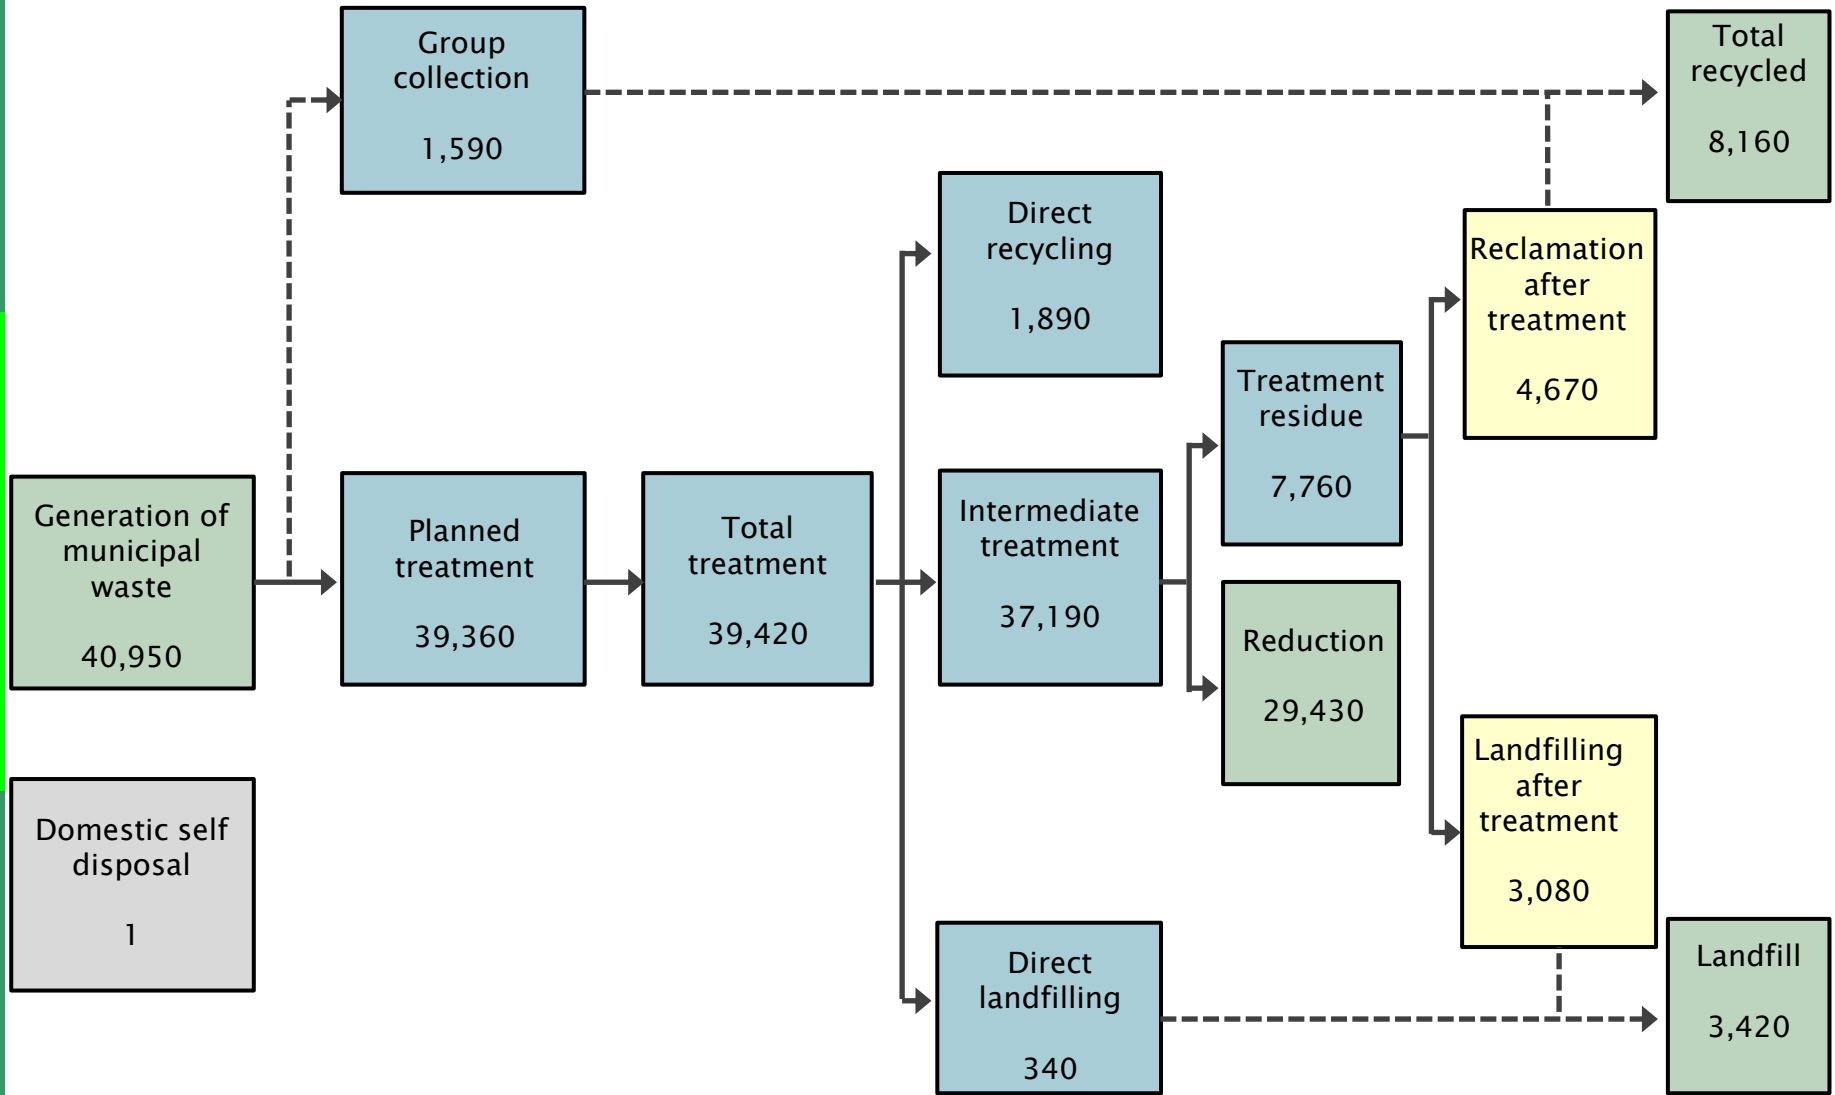 Group
collection
1,590
Total
recycled
8,160
Direct
recycling
1,890
Reclamation
after
treatment
4,670
Treatment
residue
7,760
Generation of
municipal
waste
40,950
Planned
treatment
39,360
Total
treatment
39,420
Intermediate
treatment
37,190
Reduction
29,430
Landfilling
after
treatment
3,080
Domestic self
disposal
1
Direct
landfilling
340
Landfill
3,420